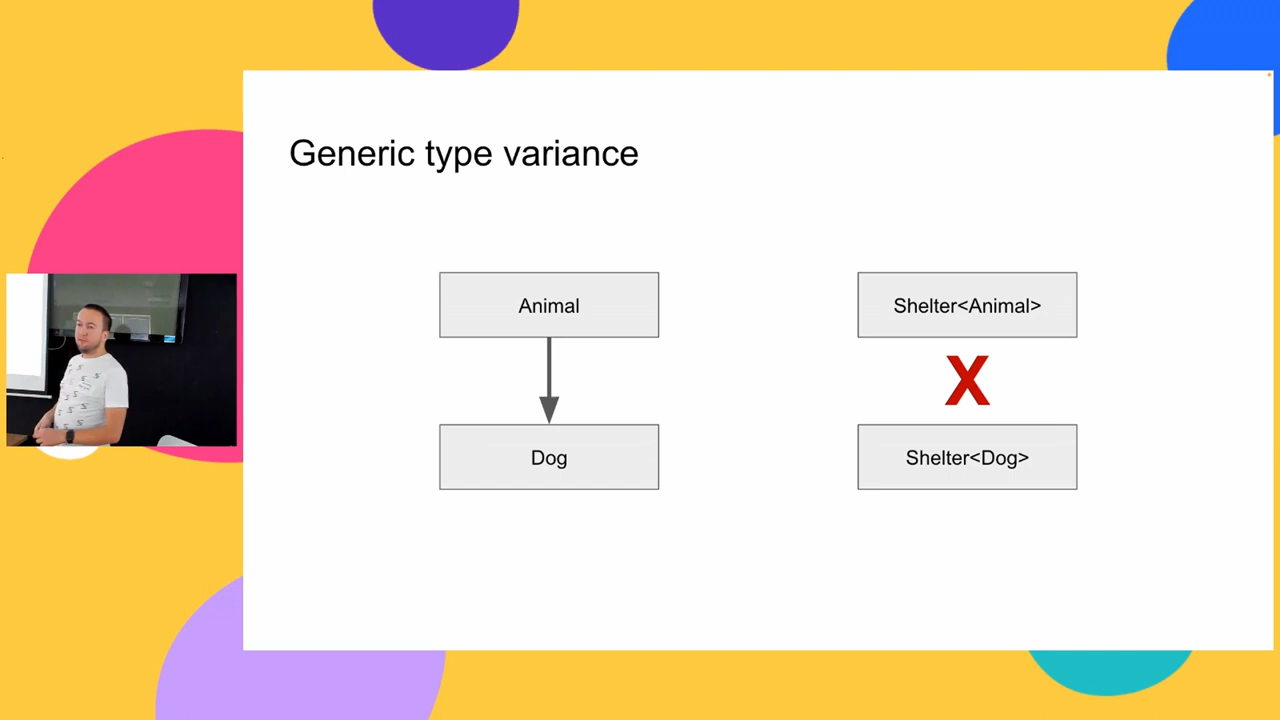 Generic type variance
Animal
Shelter<Animal>
X
Dog
Shelter<Dog>